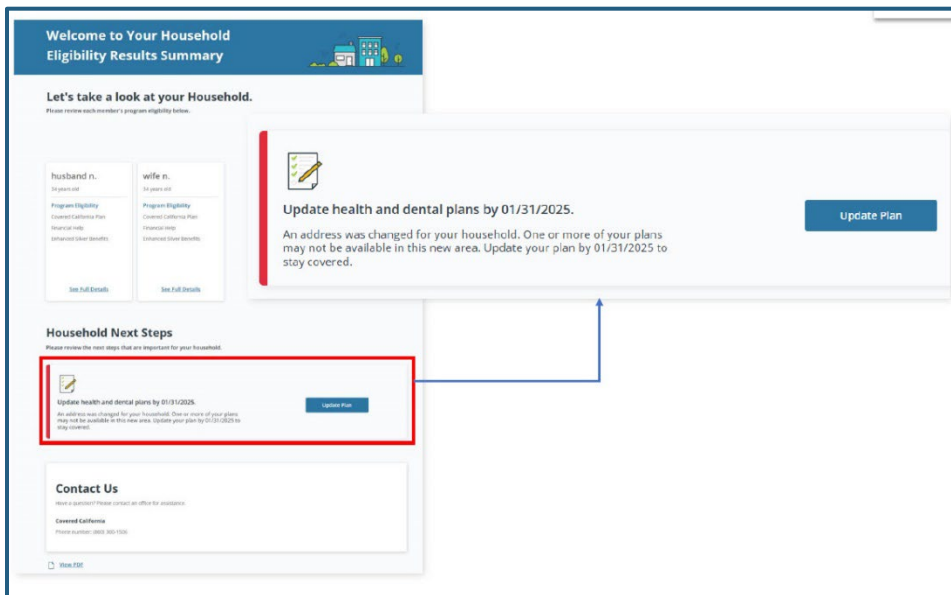 Welcome to Your Household
Eligibility Results Summary
Let's take a look at your Household.
Please review each member's program eligibility below.
husband n.
34 years old
Program Eligibility
Covered California Plan
Financial Help
Enhanced Silver Benefits
See Full Details
wife n.
34 years old
Program Eligibility
Covered California Plan
Financial Help
Enhanced Silver Benefits
See Full Details
Update health and dental plans by 01/31/2025.
An address was changed for your household. One or more of your plans
may not be available in this new area. Update your plan by 01/31/2025 to
stay covered.
Update Plan
Household Next Steps
Please review the next steps that are important for your household.
Update health and dental plans by 01/31/2025.
An address was changed for your household. One or more of your plans
may not be available in this new area. Update your plan by 01/31/2025 to
stay covered.
Update Plan
Contact Us
Have a question? Please contact an office for assistance
Covered California
Phone number: (800) 300-1506
View PDF